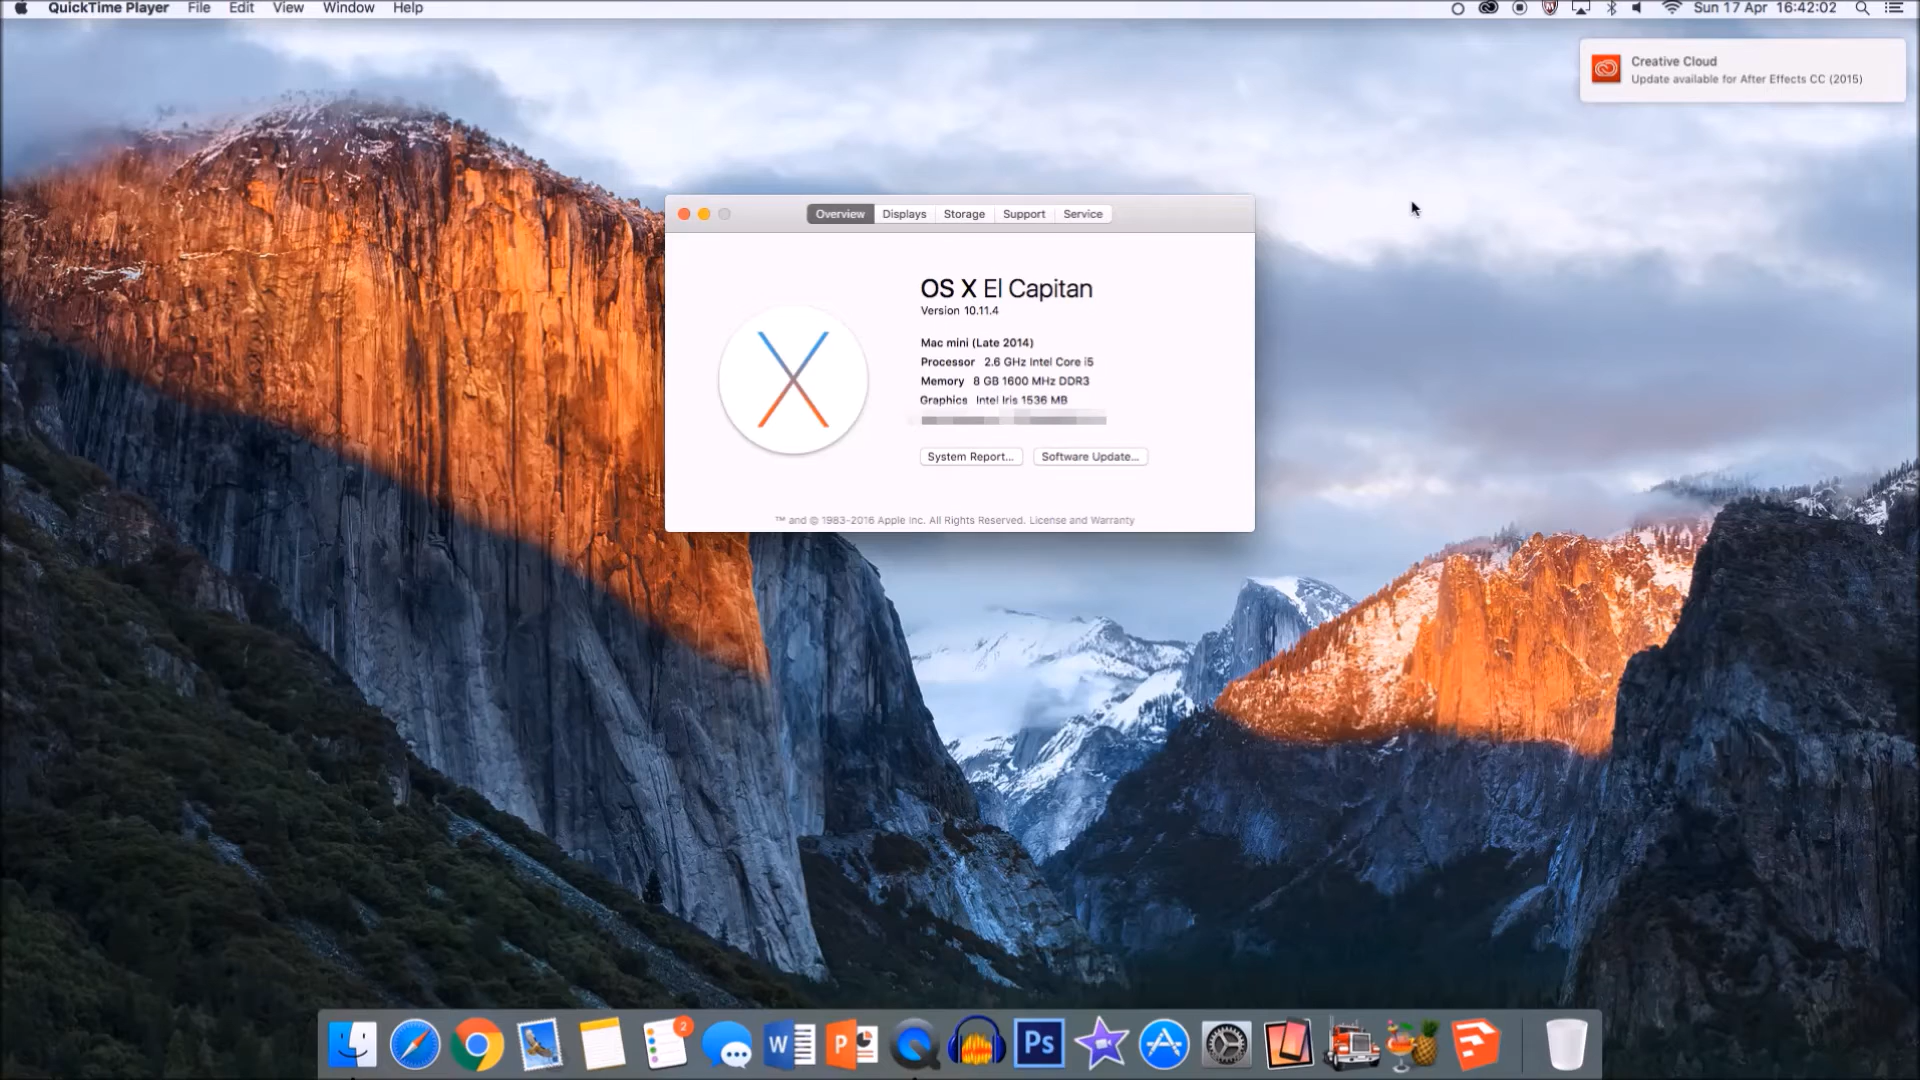 QuickTime Player File Edit View Window Help
Sun 17 Apr 16:42:02
Creative Cloud
Update available for After Effects CC (2015)
Overview Displays Storage Support Service
OS X El Capitan
Version 10.11.4
Mac mini (Late 2014)
Processor 2.6 GHz Intel Core i5
Memory 8 GB 1600 MHz DDR3
Graphics Intel Iris 1536 MB
System Report... Software Update...
™ and © 1983-2016 Apple Inc. All Rights Reserved. License and Warranty
2
W
P
Ps